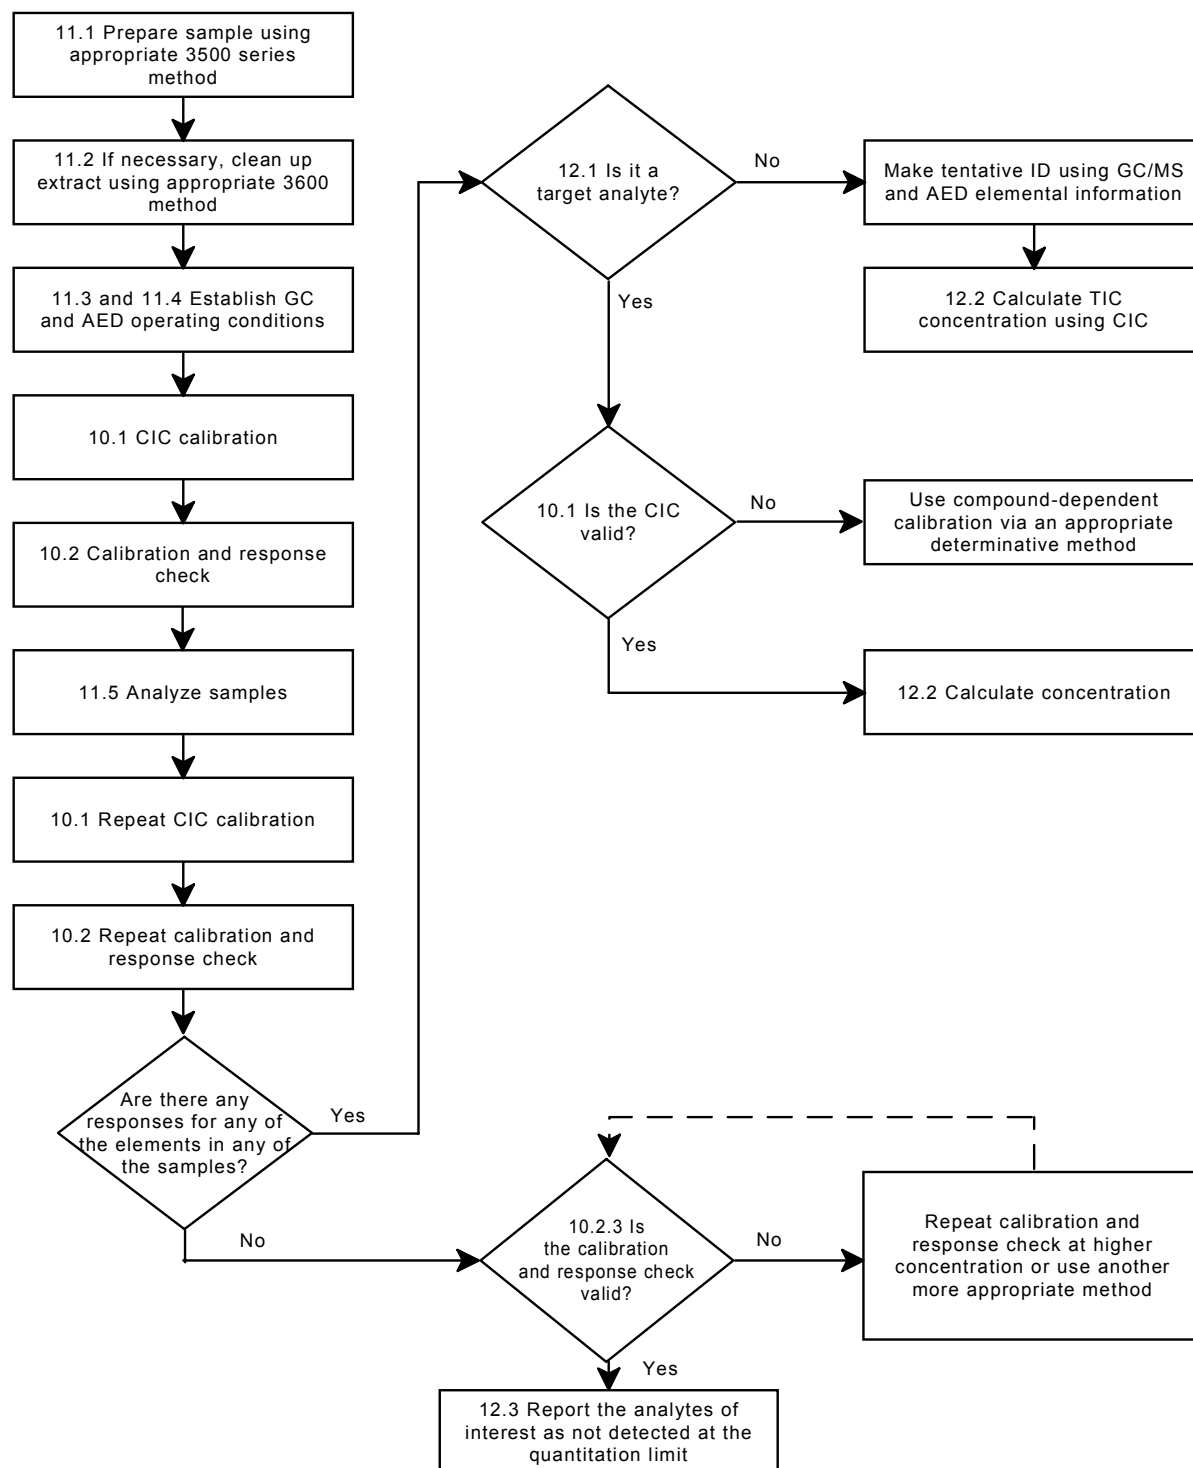 11.1 Prepare sample using
appropriate 3500 series
method
11.2 If necessary, clean up
extract using appropriate 3600
method
11.3 and 11.4 Establish GC
and AED operating conditions
10.1 CIC calibration
10.2 Calibration and response
check
11.5 Analyze samples
10.1 Repeat CIC calibration
10.2 Repeat calibration and
response check
Are there any
responses for any of
the elements in any of
the samples?
Yes
No
12.1 Is it a
target analyte?
No
Make tentative ID using GC/MS
and AED elemental information
12.2 Calculate TIC
concentration using CIC
Yes
10.1 Is the CIC
valid?
No
Use compound-dependent
calibration via an appropriate
determinative method
Yes
12.2 Calculate concentration
10.2.3 Is
the calibration
and response check
valid?
No
Repeat calibration and
response check at higher
concentration or use another
more appropriate method
Yes
12.3 Report the analytes of
interest as not detected at the
quantitation limit